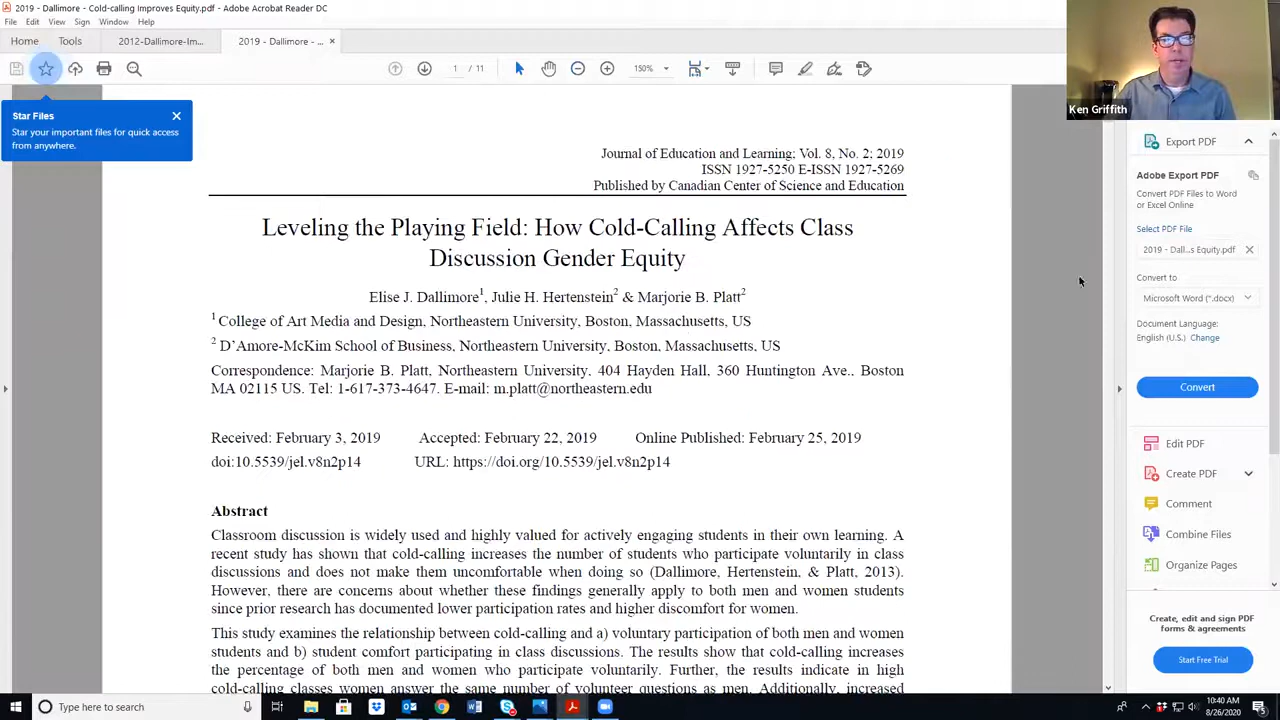 2019 - Dallimore - Cold-calling Improves Equity.pdf - Adobe Acrobat Reader DC
File Edit View Sign Window Help
Home Tools 2012-Dallimore-Im... 2019 - Dallimore - ... ×
1 / 11 150%
Ken Griffith
Star Files
Star your important files for quick access
from anywhere.
Journal of Education and Learning; Vol. 8, No. 2; 2019
ISSN 1927-5250 E-ISSN 1927-5269
Published by Canadian Center of Science and Education
Leveling the Playing Field: How Cold-Calling Affects Class
Discussion Gender Equity
Elise J. Dallimore1, Julie H. Hertenstein2 & Marjorie B. Platt2
1 College of Art Media and Design, Northeastern University, Boston, Massachusetts, US
2 D’Amore-McKim School of Business, Northeastern University, Boston, Massachusetts, US
Correspondence: Marjorie B. Platt, Northeastern University, 404 Hayden Hall, 360 Huntington Ave., Boston
MA 02115 US. Tel: 1-617-373-4647. E-mail: m.platt@northeastern.edu
Received: February 3, 2019 Accepted: February 22, 2019 Online Published: February 25, 2019
doi:10.5539/jel.v8n2p14 URL: https://doi.org/10.5539/jel.v8n2p14
Abstract
Classroom discussion is widely used and highly valued for actively engaging students in their own learning. A
recent study has shown that cold-calling increases the number of students who participate voluntarily in class
discussions and does not make them uncomfortable when doing so (Dallimore, Hertenstein, & Platt, 2013).
However, there are concerns about whether these findings generally apply to both men and women students
since prior research has documented lower participation rates and higher discomfort for women.
This study examines the relationship between cold-calling and a) voluntary participation of both men and women
students and b) student comfort participating in class discussions. The results show that cold-calling increases
the percentage of both men and women who participate voluntarily. Further, the results indicate in high
cold-calling classes women answer the same number of volunteer questions as men. Additionally, increased
Export PDF
Adobe Export PDF
Convert PDF Files to Word
or Excel Online
Select PDF File
2019 - Dall...s Equity.pdf
Convert to
Microsoft Word (*.docx)
Document Language:
English (U.S.) Change
Convert
Edit PDF
Create PDF
Comment
Combine Files
Organize Pages
Create, edit and sign PDF
forms & agreements
Start Free Trial
Type here to search
10:40 AM
8/26/2020